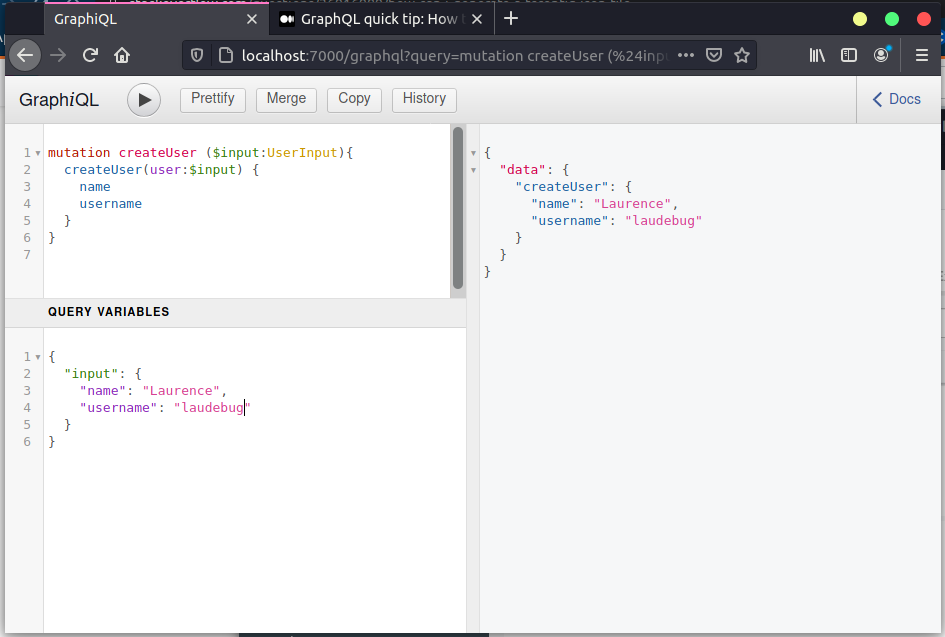 GraphiQL
GraphQL quick tip: How
localhost:7000/graphql?query=mutation createUser (%24inpu
GraphiQL
Prettify
Merge
Copy
History
Docs
1 mutation createUser ($input:UserInput){
2 createUser(user:$input) {
3 name
4 username
5 }
6 }
7
QUERY VARIABLES
1 {
2 "input": {
3 "name": "Laurence",
4 "username": "laudebug"
5 }
6 }
{
"data": {
"createUser": {
"name": "Laurence",
"username": "laudebug"
}
}
}